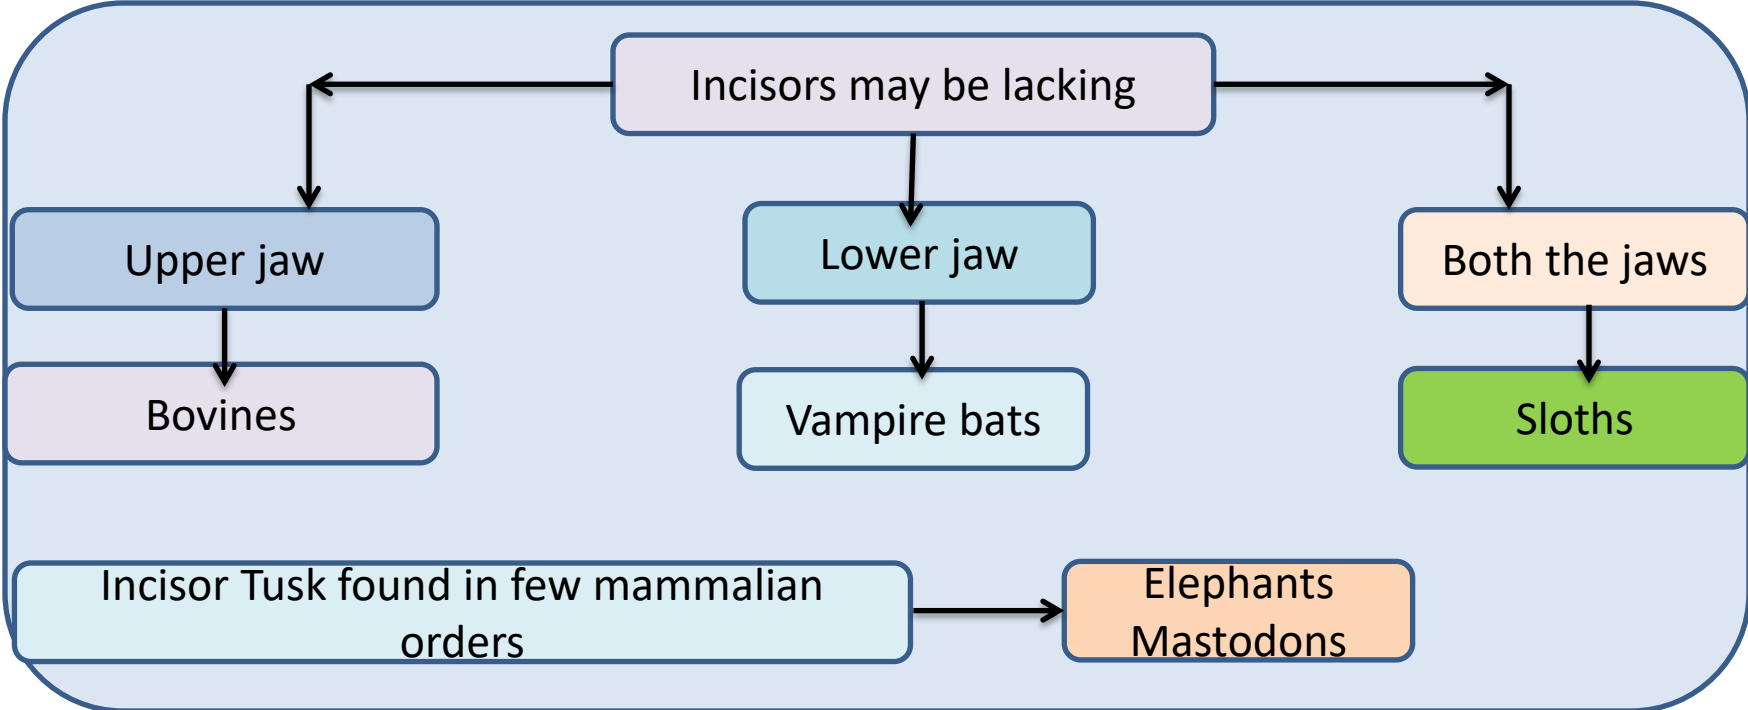 Incisors may be lacking
Upper jaw
Lower jaw
Both the jaws
Bovines
Vampire bats
Sloths
Incisor Tusk found in few mammalian
orders
Elephants
Mastodons